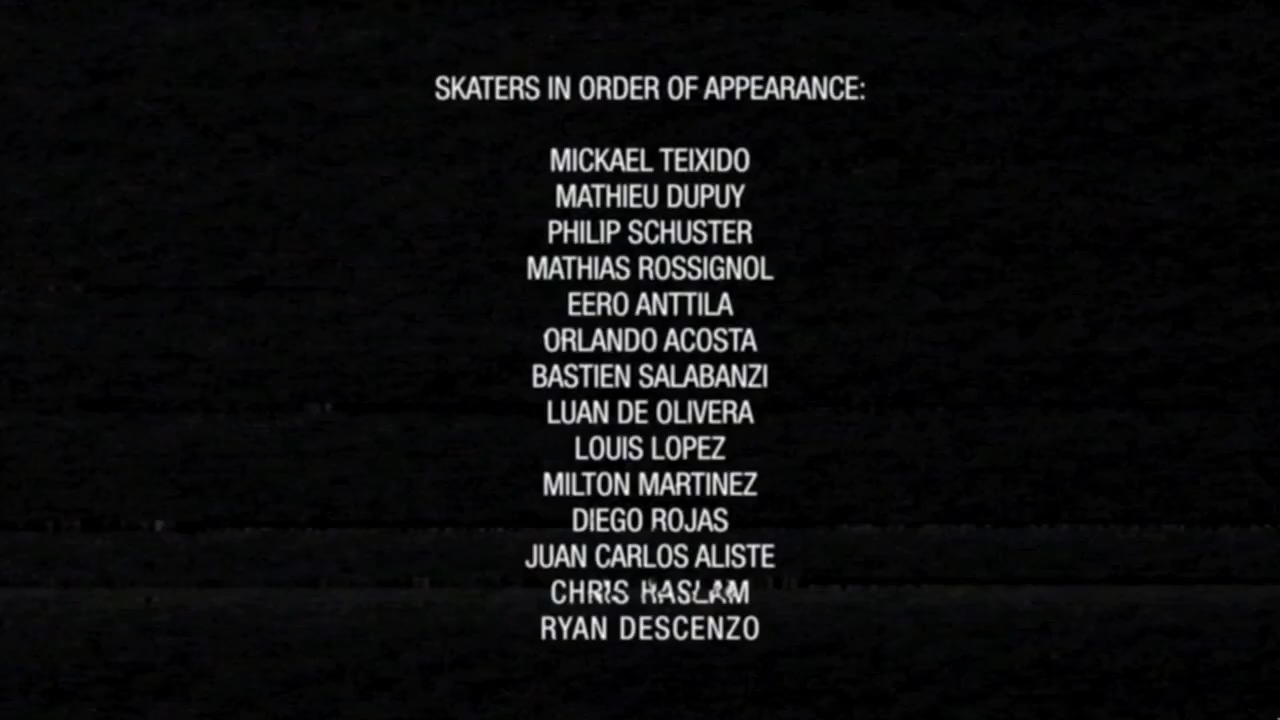 SKATERS IN ORDER OF APPEARANCE:
MICKAEL TEIXIDO
MATHIEU DUPUY
PHILIP SCHUSTER
MATHIAS ROSSIGNOL
EERO ANTTILA
ORLANDO ACOSTA
BASTIEN SALABANZI
LUAN DE OLIVERA
LOUIS LOPEZ
MILTON MARTINEZ
DIEGO ROJAS
JUAN CARLOS ALISTE
CHRIS HASLAM
RYAN DESCENZO